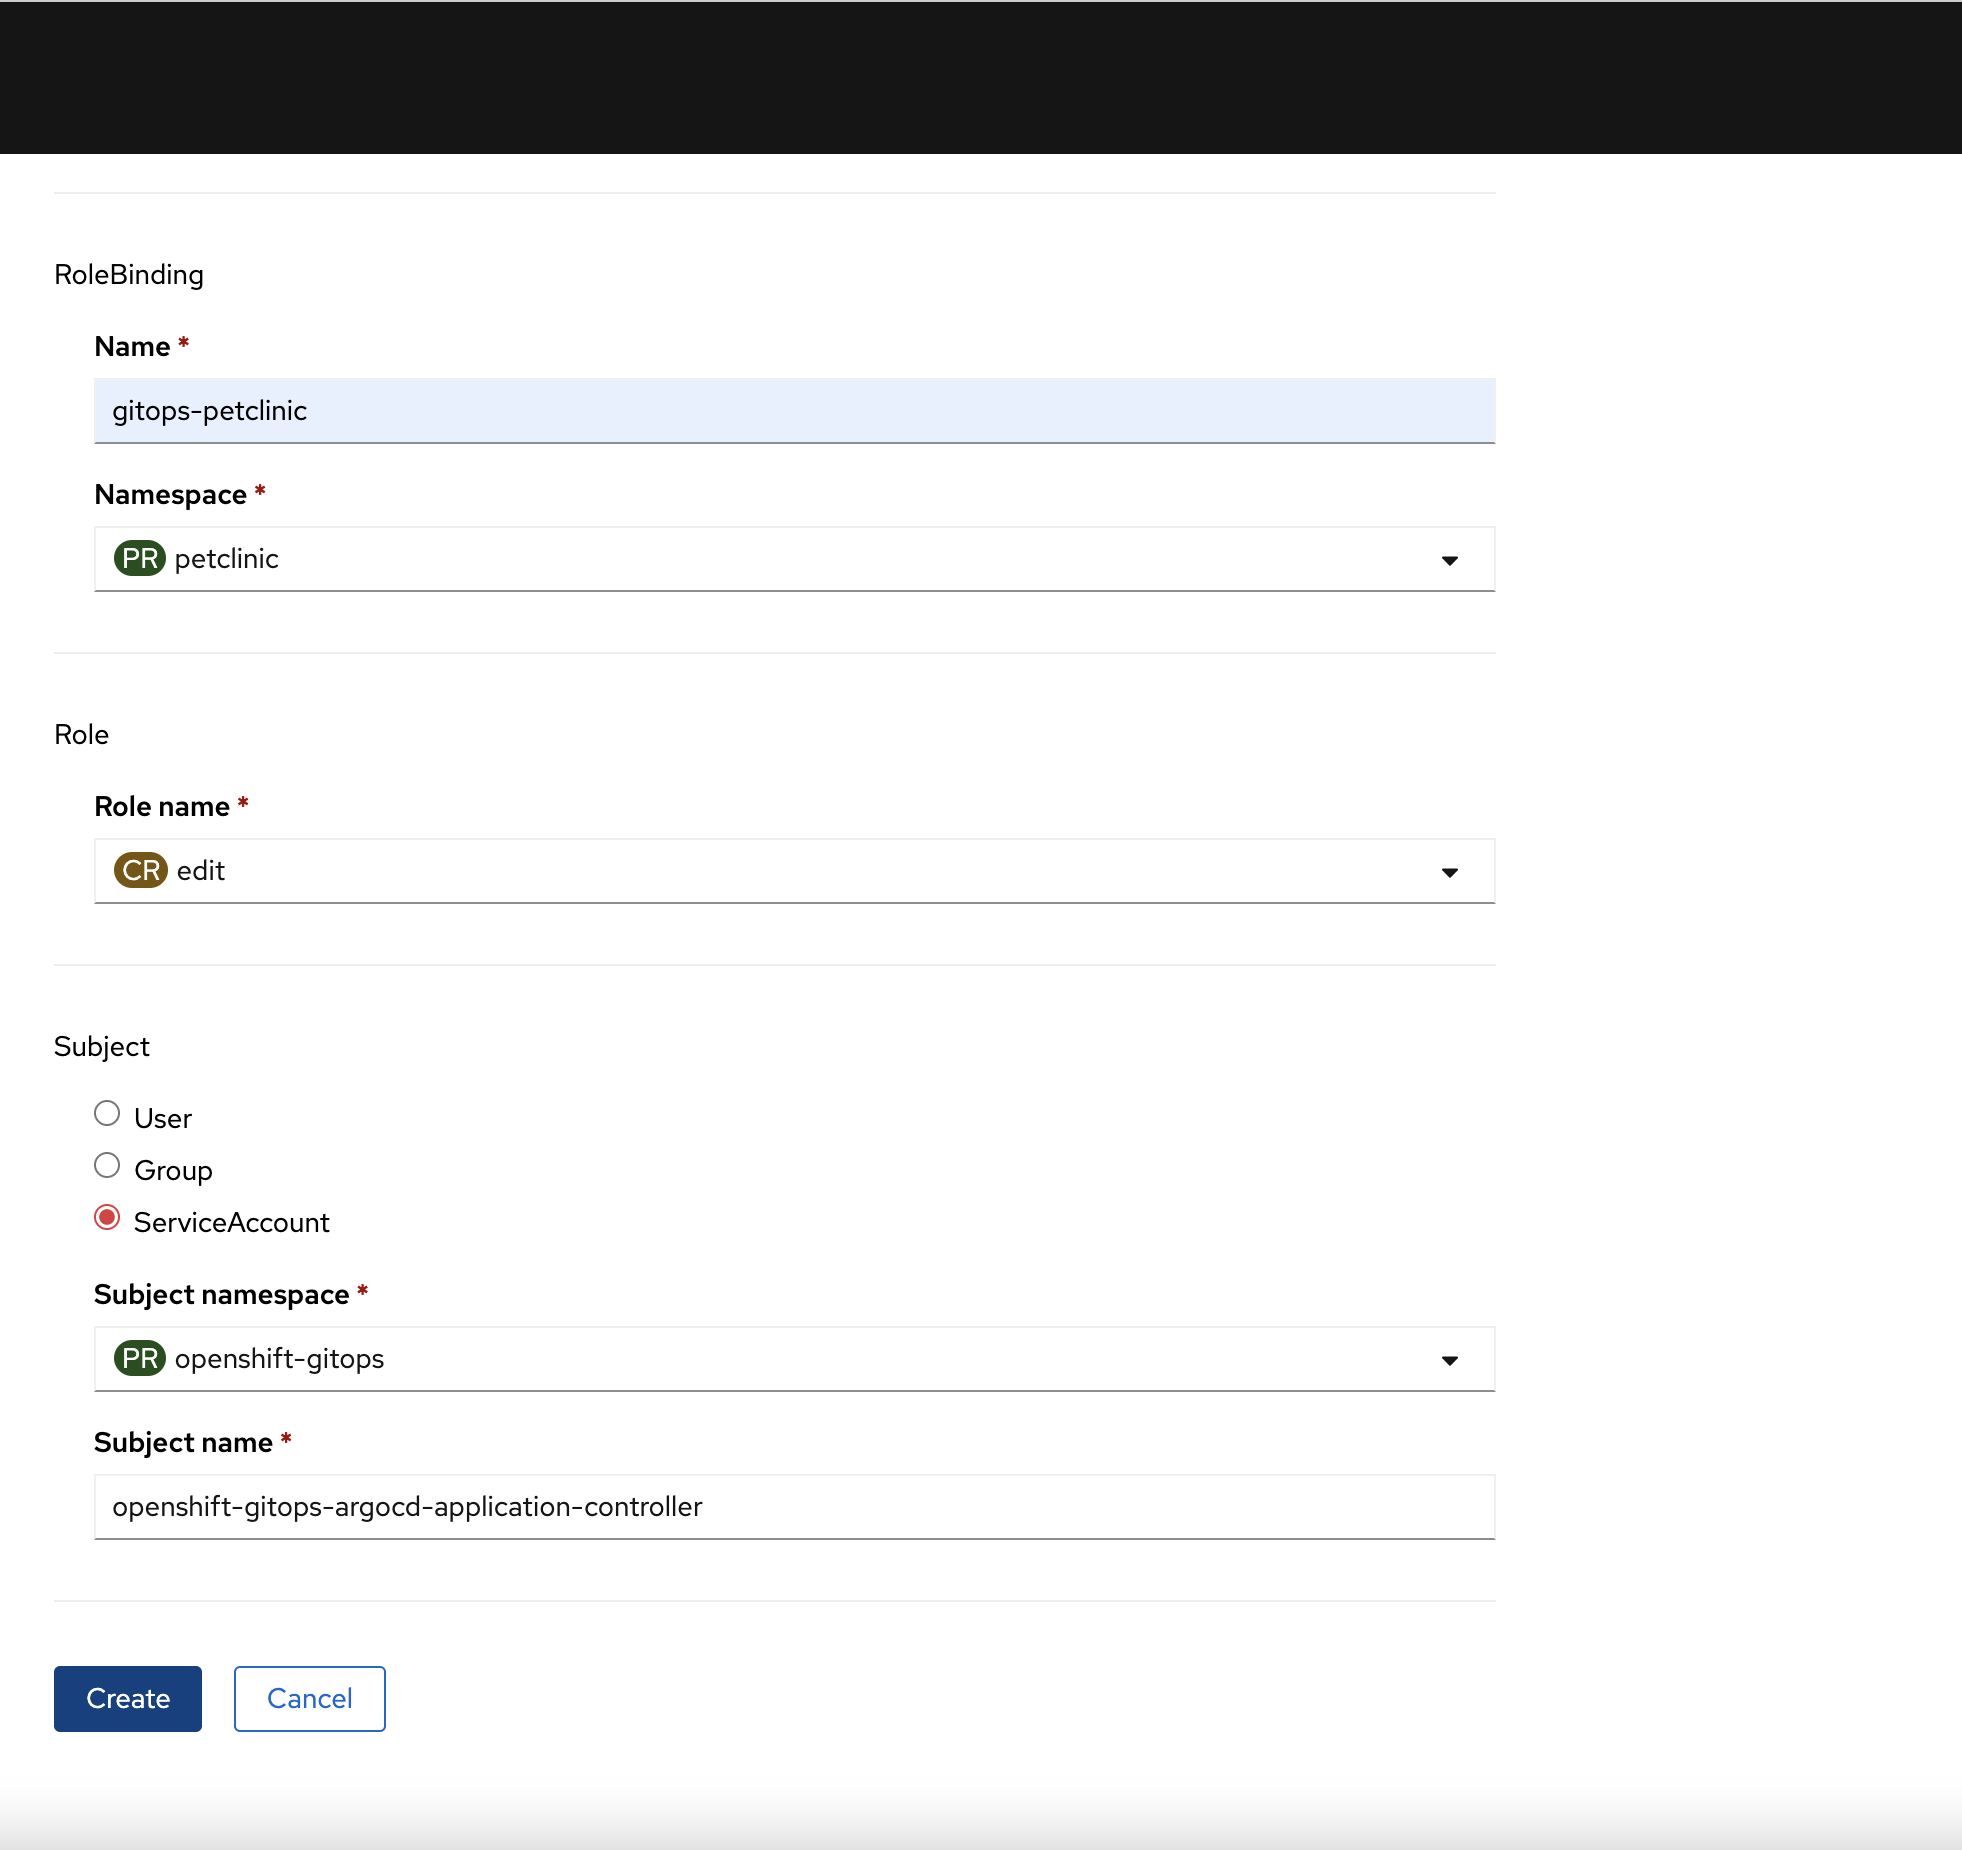 RoleBinding
Name *
gitops-petclinic
Namespace *
PR petclinic
Role
Role name *
CR edit
Subject
User
Group
ServiceAccount
Subject namespace *
PR openshift-gitops
Subject name *
openshift-gitops-argocd-application-controller
Create Cancel